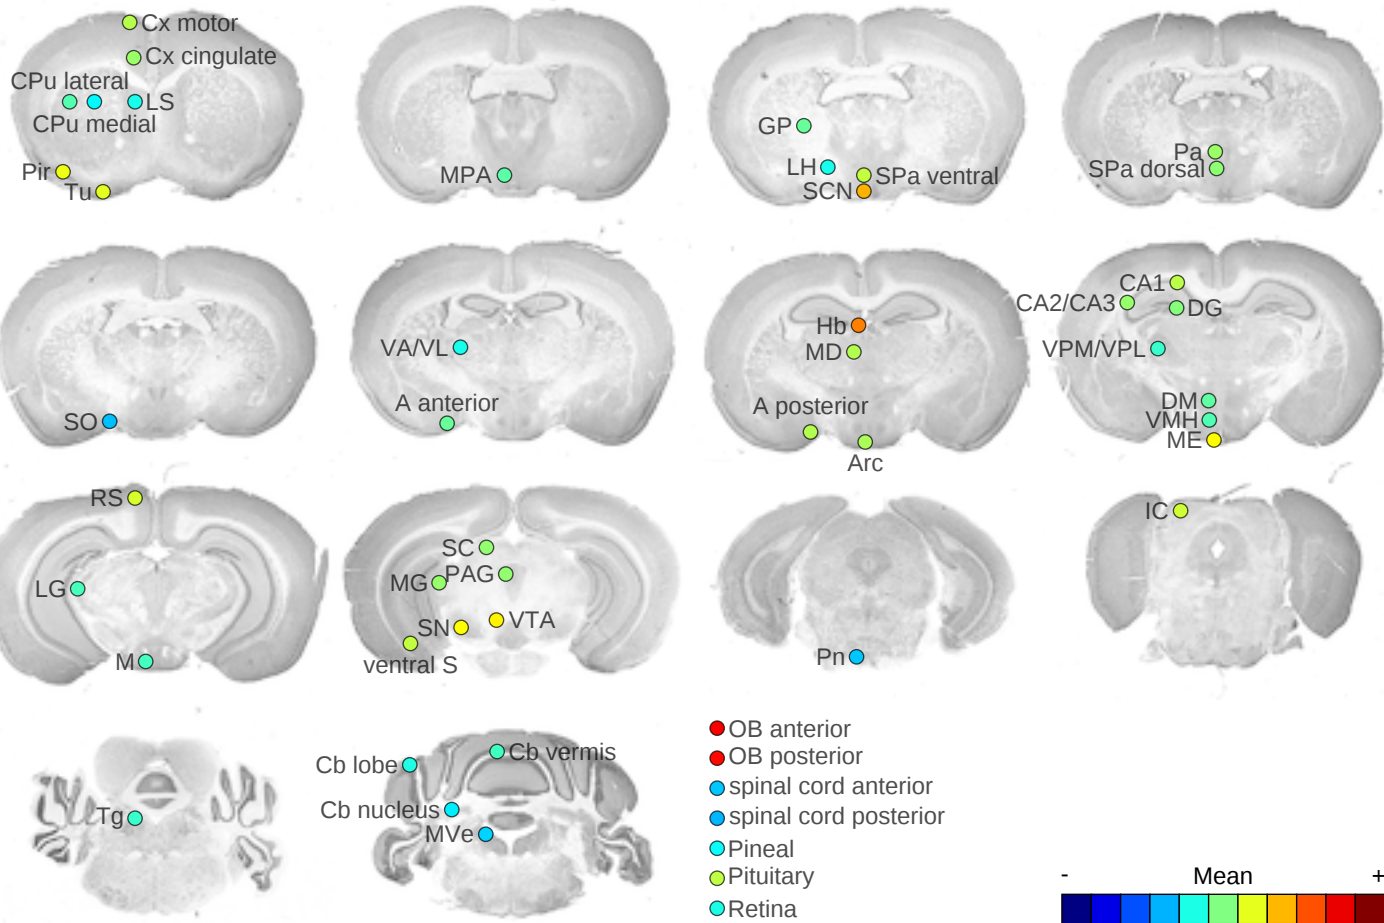 Cx motor
Cx cingulate
CPu lateral
LS
CPu medial
Pir
Tu
MPA
GP
LH
SPa ventral
SCN
Pa
SPa dorsal
SO
VA/VL
A anterior
Hb
MD
A posterior
Arc
CA1
CA2/CA3
DG
VPM/VPL
DM
VMH
ME
RS
LG
M
SC
MG
PAG
SN
VTA
ventral S
Pn
IC
Tg
Cb lobe
Cb vermis
Cb nucleus
MVe
OB anterior
OB posterior
spinal cord anterior
spinal cord posterior
Pineal
Pituitary
Retina
- Mean +